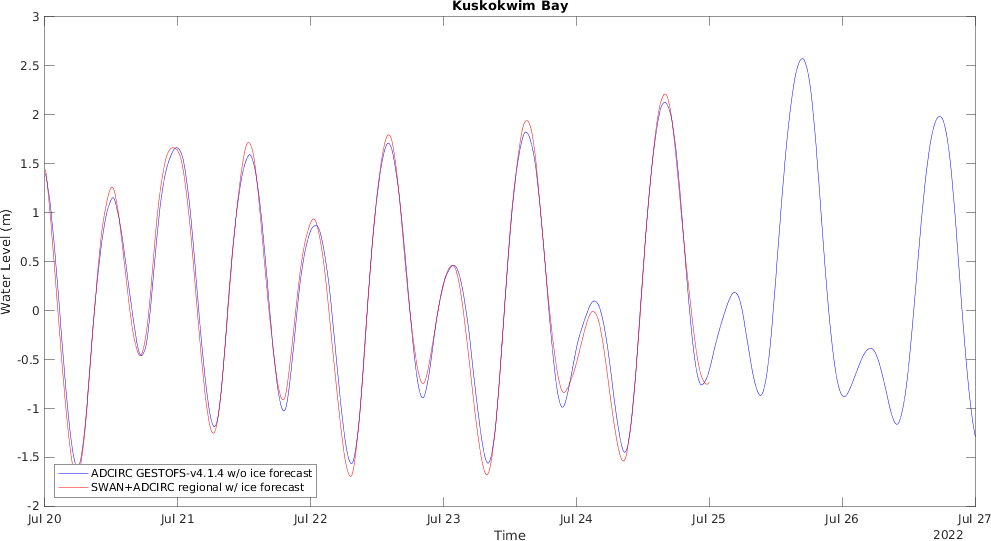 Kuskokwim Bay
3
2.5
2
1.5
1
0.5
0
-0.5
-1
-1.5
-2
Water Level (m)
ADCIRC GESTOFS-v4.1.4 w/o ice forecast
SWAN+ADCIRC regional w/ ice forecast
Jul 20 Jul 21 Jul 22 Jul 23 Jul 24 Jul 25 Jul 26 Jul 27
Time
2022